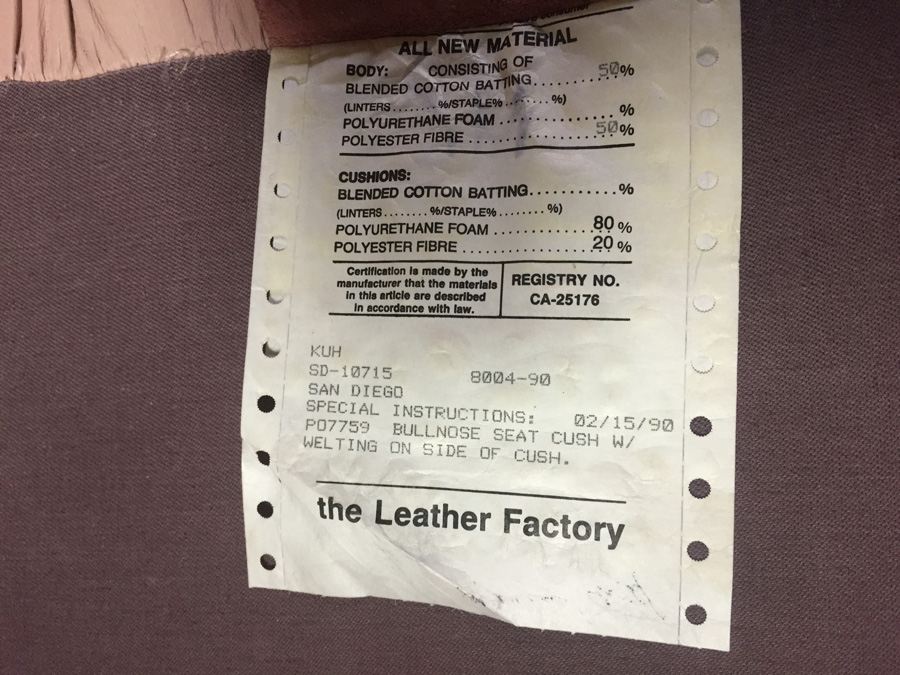 consumer
ALL NEW MATERIAL
BODY: CONSISTING OF
BLENDED COTTON BATTING..............50%
(LINTERS........%/STAPLE%........%)
POLYURETHANE FOAM ..................%
POLYESTER FIBRE ....................50%
CUSHIONS:
BLENDED COTTON BATTING...........%
(LINTERS........%/STAPLE%........%)
POLYURETHANE FOAM ...............80 %
POLYESTER FIBRE .................20 %
Certification is made by the
manufacturer that the materials
in this article are described
in accordance with law.
REGISTRY NO.
CA-25176
KUH
SD-10715 8004-90
SAN DIEGO
SPECIAL INSTRUCTIONS: 02/15/90
PO7759 BULLNOSE SEAT CUSH W/
WELTING ON SIDE OF CUSH.
the Leather Factory